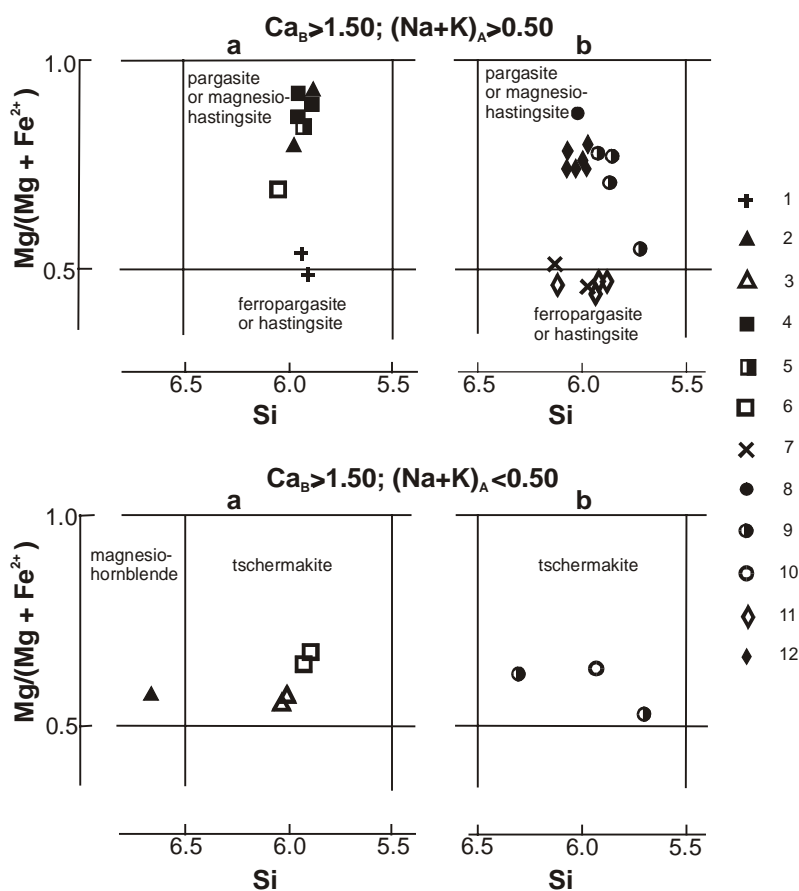 Ca_B⩾1.50; (Na+K)_A⩾0.50
a
b
1.0
0.5
Mg/(Mg + Fe²⁺)
pargasite
or magnesio-
hastingsite
ferropargasite
or hastingsite
pargasite
or magnesio-
hastingsite
ferropargasite
or hastingsite
6.5 6.0 5.5
Si
6.5 6.0 5.5
Si
1
2
3
4
5
6
7
8
9
10
11
12
Ca_B⩾1.50; (Na+K)_A<0.50
a
b
1.0
0.5
Mg/(Mg + Fe²⁺)
magnesio-
hornblende
tschermakite
tschermakite
6.5 6.0 5.5
Si
6.5 6.0 5.5
Si